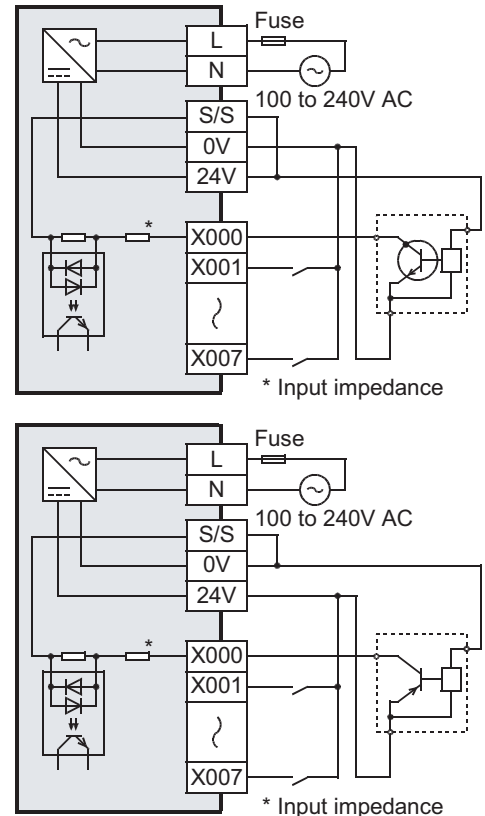 Fuse
L
N
100 to 240V AC
S/S
0V
24V
*
X000
X001
X007
* Input impedance
Fuse
L
N
100 to 240V AC
S/S
0V
24V
*
X000
X001
X007
* Input impedance